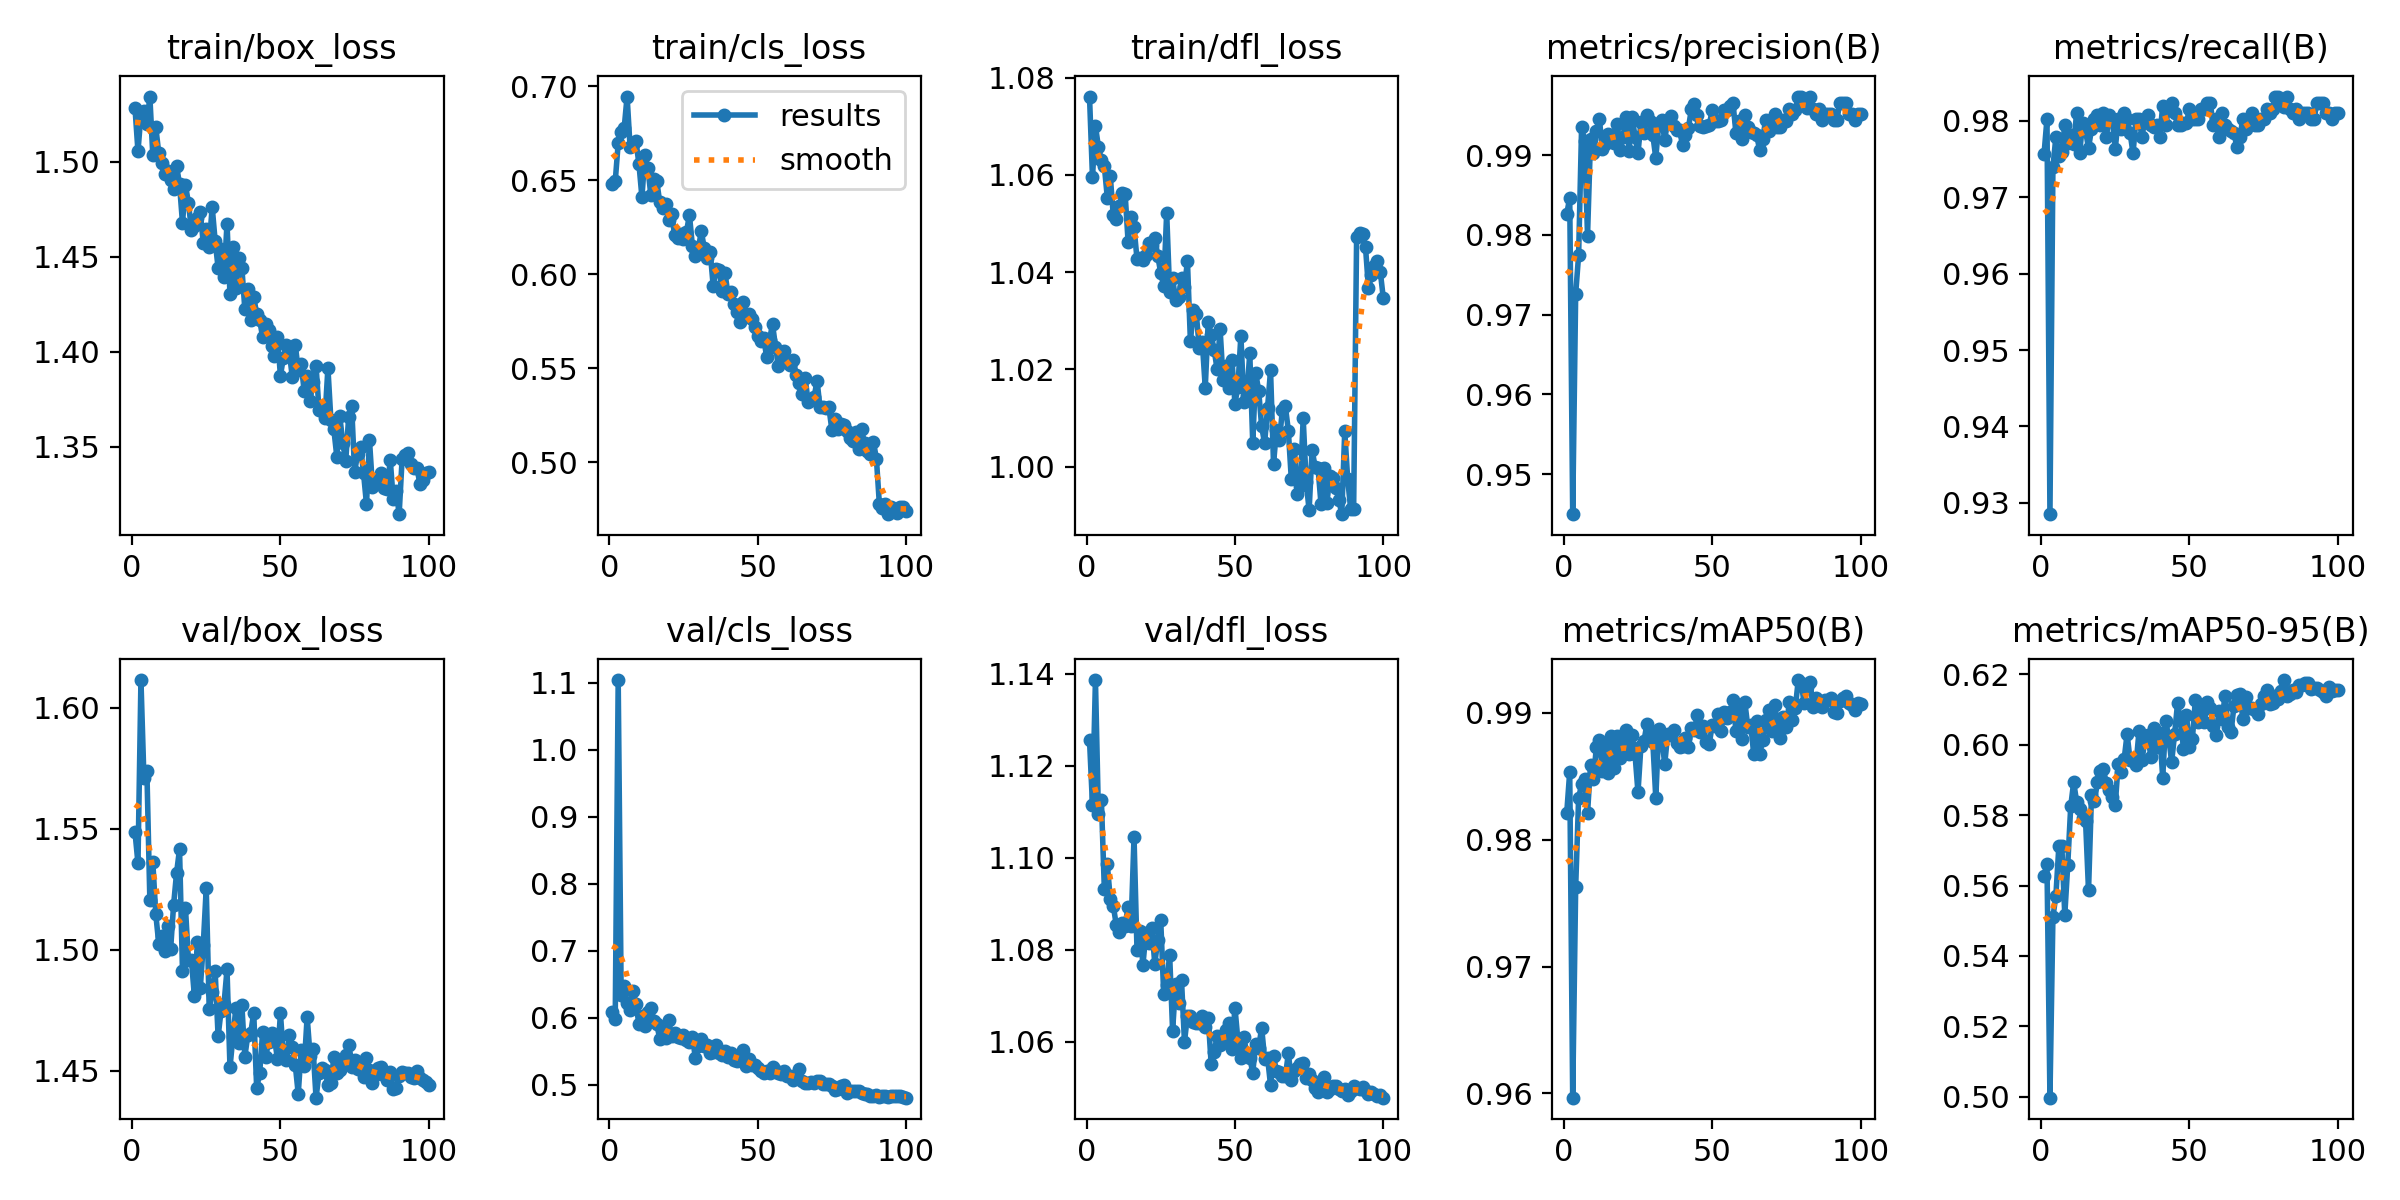 train/box_loss
1.50
1.45
1.40
1.35
0 50 100
train/cls_loss
0.70
0.65
0.60
0.55
0.50
results
smooth
0 50 100
train/dfl_loss
1.08
1.06
1.04
1.02
1.00
0 50 100
metrics/precision(B)
0.99
0.98
0.97
0.96
0.95
0 50 100
metrics/recall(B)
0.98
0.97
0.96
0.95
0.94
0.93
0 50 100
val/box_loss
1.60
1.55
1.50
1.45
0 50 100
val/cls_loss
1.1
1.0
0.9
0.8
0.7
0.6
0.5
0 50 100
val/dfl_loss
1.14
1.12
1.10
1.08
1.06
0 50 100
metrics/mAP50(B)
0.99
0.98
0.97
0.96
0 50 100
metrics/mAP50-95(B)
0.62
0.60
0.58
0.56
0.54
0.52
0.50
0 50 100